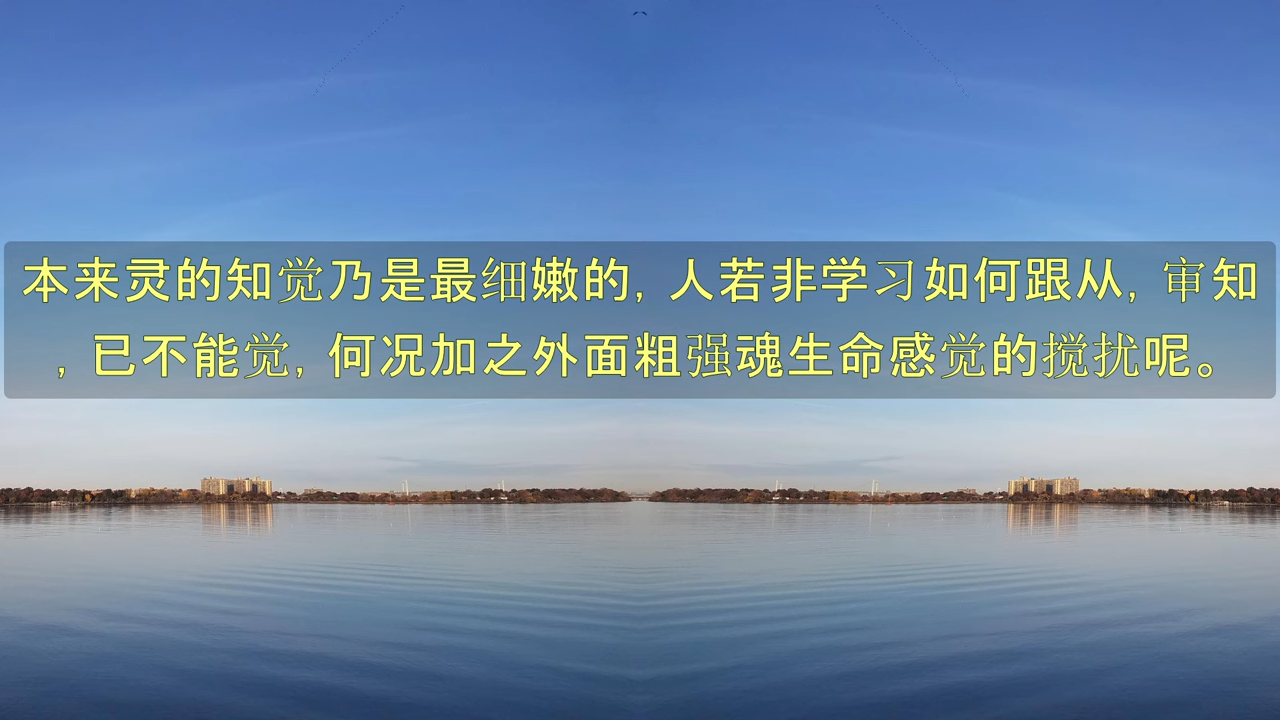 本来灵的知觉乃是最细嫩的, 人若非学习如何跟从, 审知
, 已不能觉, 何况加之外面粗强魂生命感觉的搅扰呢。